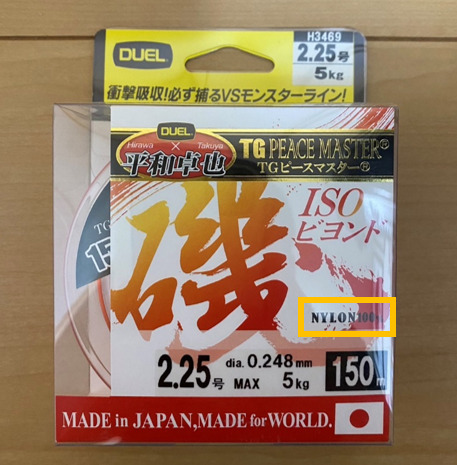 DUEL
H3469
2.25号
5kg
衝撃吸収!必ず捕るVSモンスターライン!
DUEL
Hirawa × Takuya
平和卓也
TG PEACE MASTER®
TGピースマスター®
磯
ISO
ビヨンド
TG
NYLON100%
2.25号
dia. 0.248mm
MAX 5kg
150m
MADE in JAPAN,MADE for WORLD.